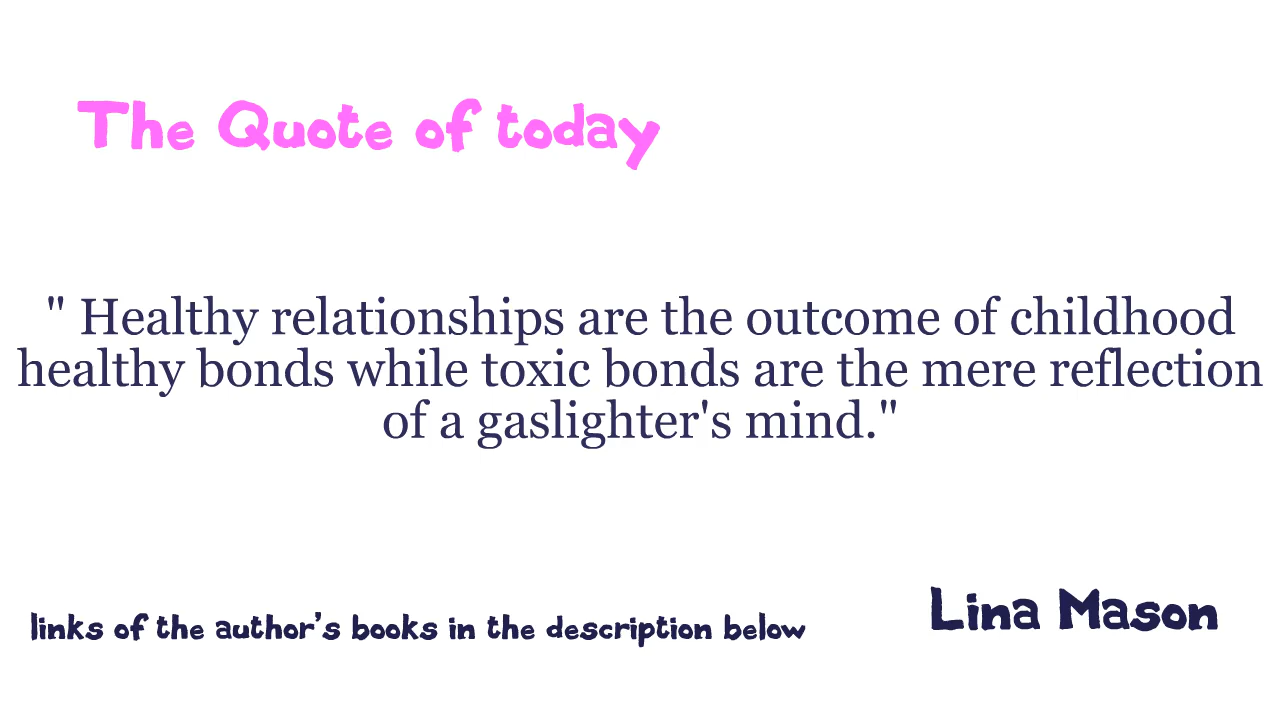 The Quote of today
" Healthy relationships are the outcome of childhood
healthy bonds while toxic bonds are the mere reflection
of a gaslighter's mind."
Lina Mason
links of the author's books in the description below